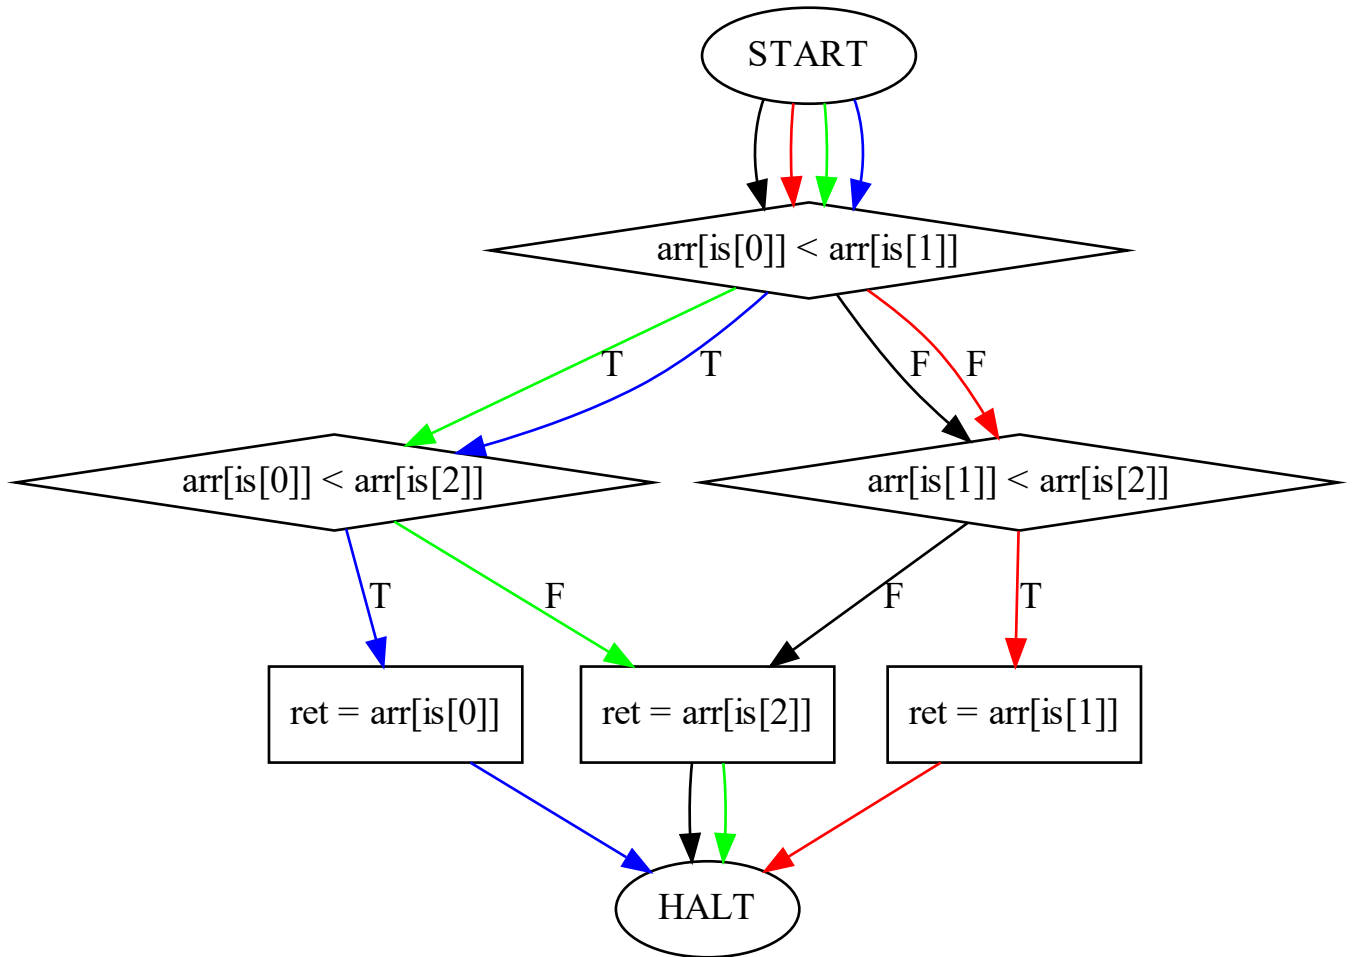 START
arr[is[0]] < arr[is[1]]
T
T
F
F
arr[is[0]] < arr[is[2]]
arr[is[1]] < arr[is[2]]
T
F
F
T
ret = arr[is[0]]
ret = arr[is[2]]
ret = arr[is[1]]
HALT